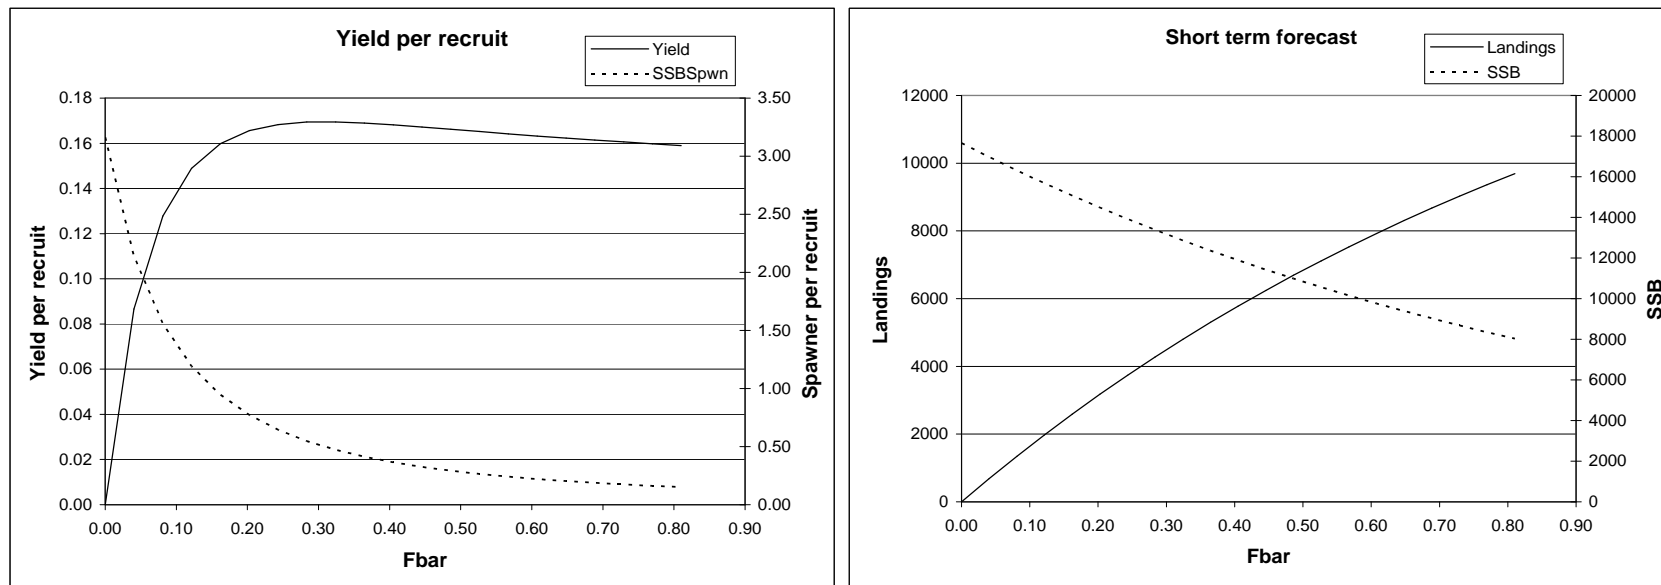 Yield per recruit
Yield
SSBSpwn
0.18
0.16
0.14
0.12
0.10
0.08
0.06
0.04
0.02
0.00
Yield per recruit
3.50
3.00
2.50
2.00
1.50
1.00
0.50
0.00
Spawner per recruit
0.00 0.10 0.20 0.30 0.40 0.50 0.60 0.70 0.80 0.90
Fbar
Short term forecast
Landings
SSB
12000
10000
8000
6000
4000
2000
0
Landings
20000
18000
16000
14000
12000
10000
8000
6000
4000
2000
0
SSB
0.00 0.10 0.20 0.30 0.40 0.50 0.60 0.70 0.80 0.90
Fbar